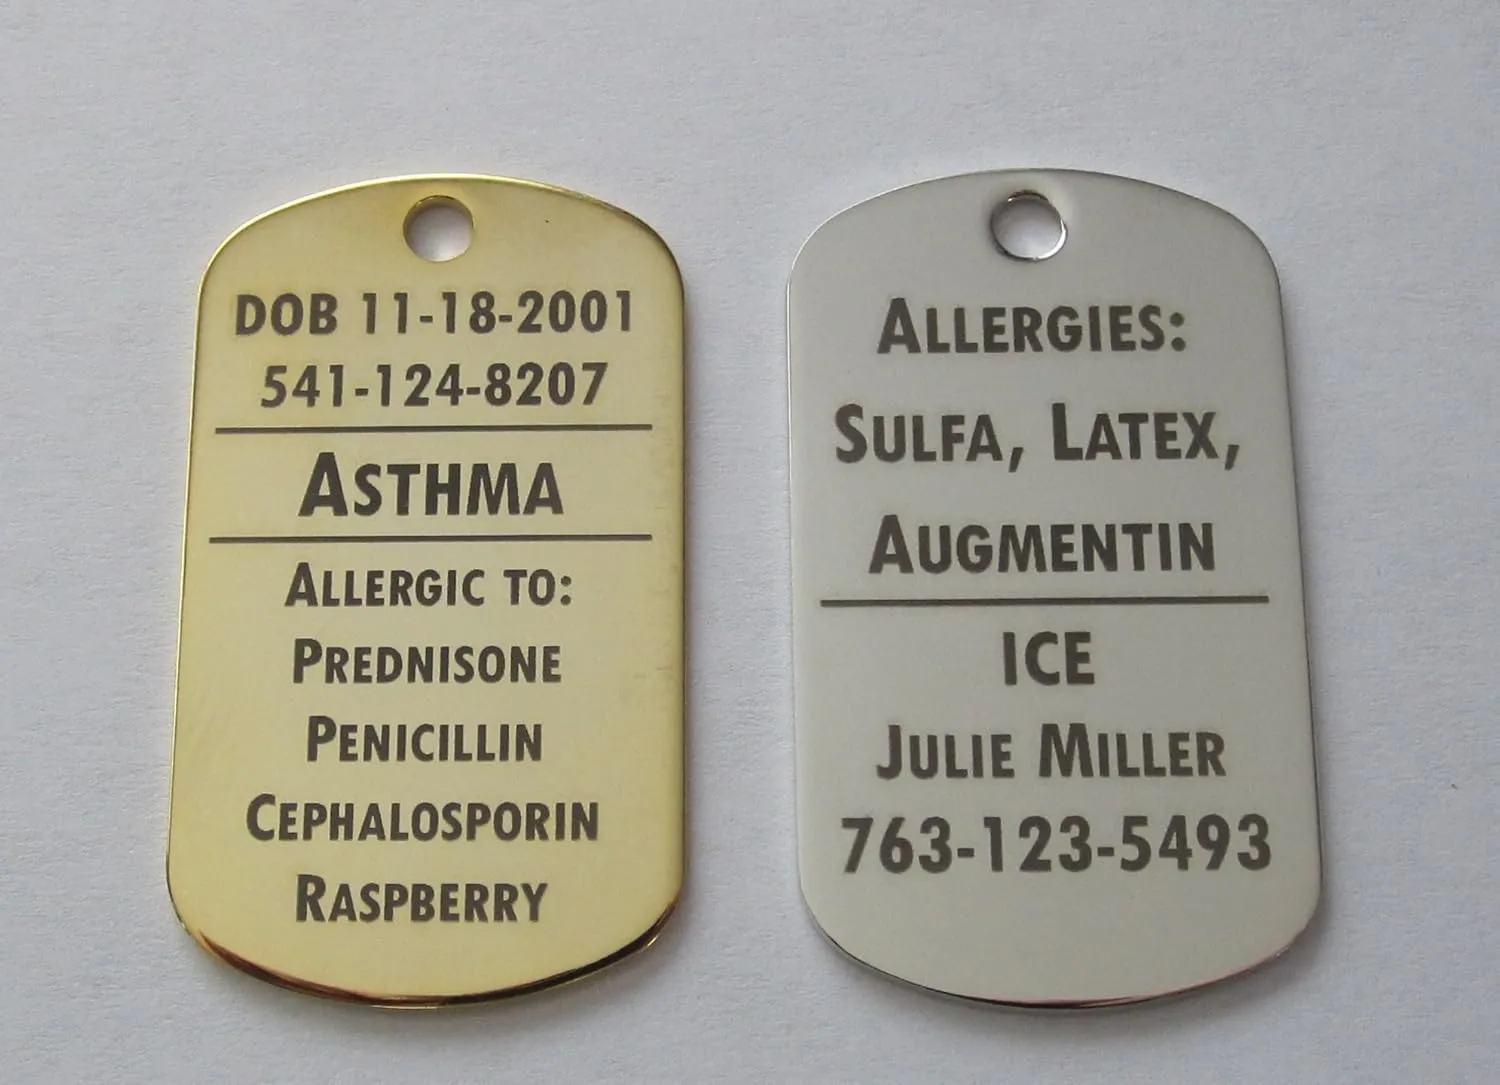 DOB 11-18-2001
541-124-8207
ASTHMA
ALLERGIC TO:
PREDNISONE
PENICILLIN
CEPHALOSPORIN
RASPBERRY
ALLERGIES:
SULFA, LATEX,
AUGMENTIN
ICE
JULIE MILLER
763-123-5493